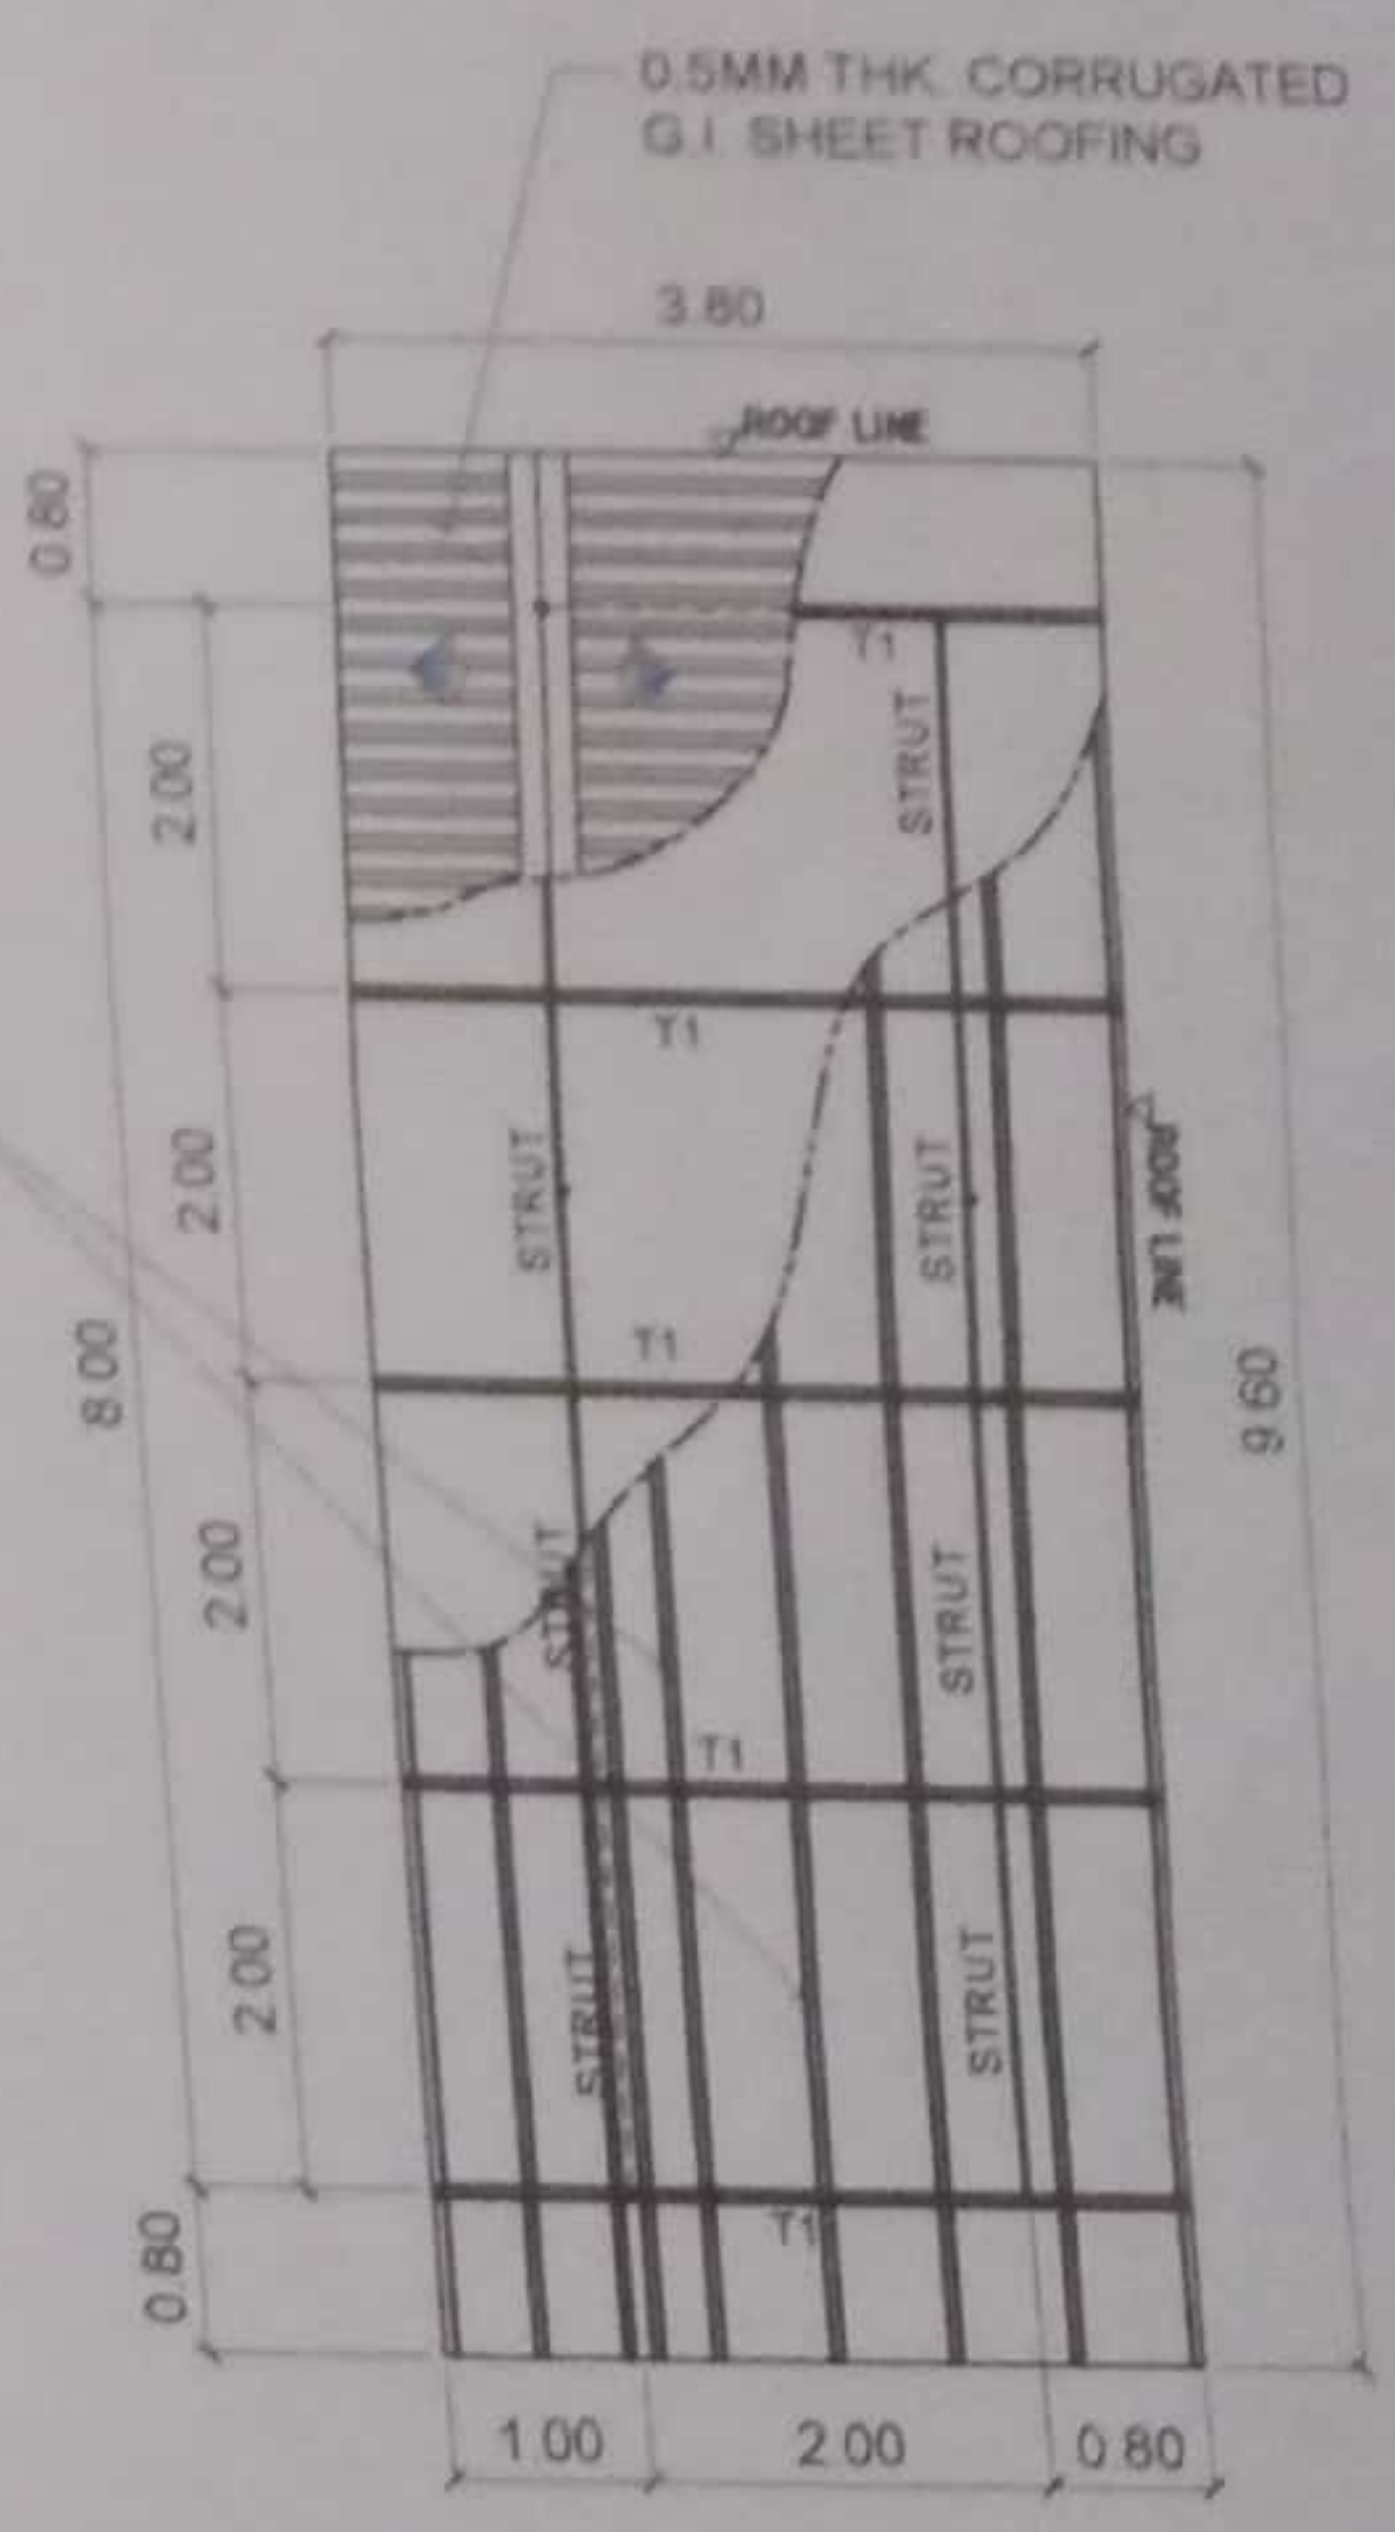 0.5MM THK. CORRUGATED
G.I. SHEET ROOFING
3.80
ROOF LINE
0.80
T1
STRUT
2.00
T1
STRUT
STRUT
ROOF LINE
2.00
T1
8.00
9.60
STRUT
STRUT
2.00
T1
STRUT
STRUT
2.00
T1
0.80
1.00
2.00
0.80